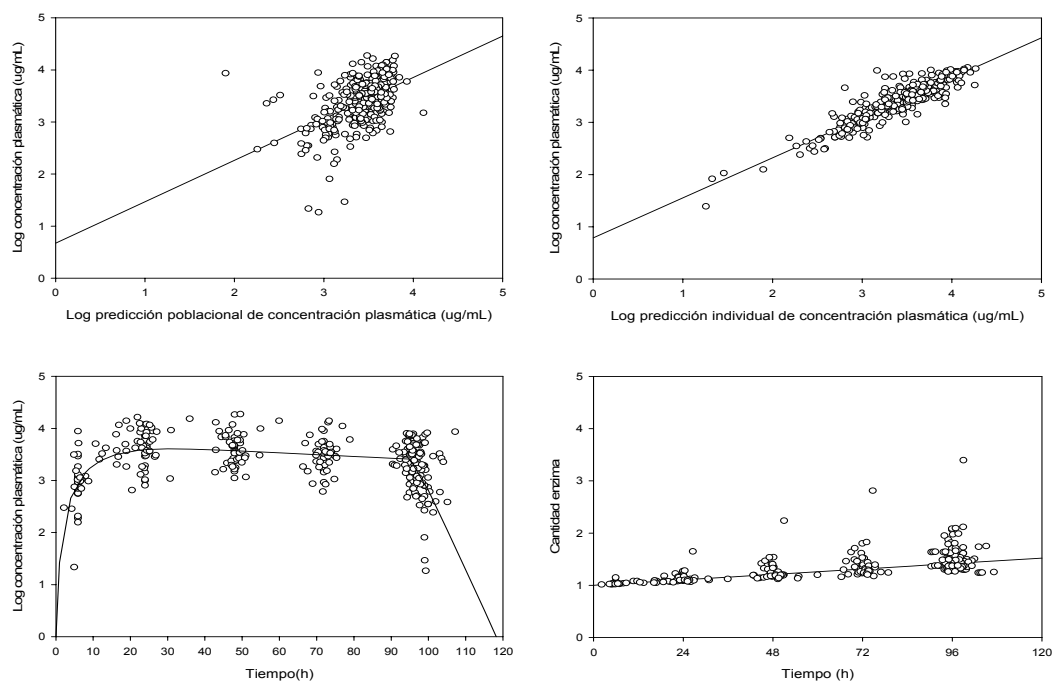 5
4
3
2
1
0
Log concentración plasmática (ug/mL)
0 1 2 3 4 5
Log predicción poblacional de concentración plasmática (ug/mL)
5
4
3
2
1
0
Log concentración plasmática (ug/mL)
0 1 2 3 4 5
Log predicción individual de concentración plasmática (ug/mL)
5
4
3
2
1
0
Log concentración plasmática (ug/mL)
0 10 20 30 40 50 60 70 80 90 100 110 120
Tiempo(h)
5
4
3
2
1
0
Cantidad enzima
0 24 48 72 96 120
Tiempo (h)